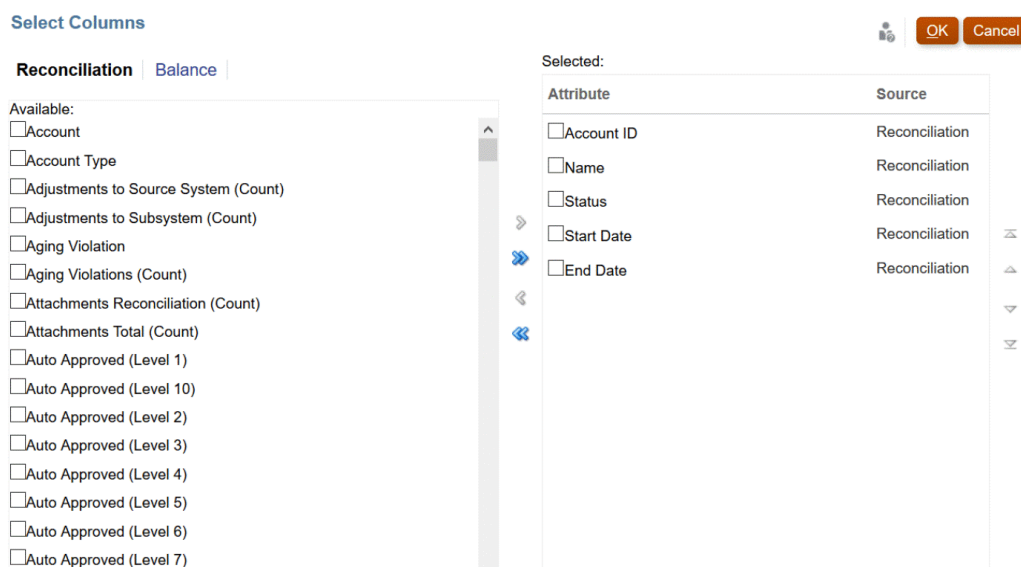 Select Columns
OK
Cancel
Reconciliation
Balance
Available:
Account
Account Type
Adjustments to Source System (Count)
Adjustments to Subsystem (Count)
Aging Violation
Aging Violations (Count)
Attachments Reconciliation (Count)
Attachments Total (Count)
Auto Approved (Level 1)
Auto Approved (Level 10)
Auto Approved (Level 2)
Auto Approved (Level 3)
Auto Approved (Level 4)
Auto Approved (Level 5)
Auto Approved (Level 6)
Auto Approved (Level 7)
Selected:
Attribute Source
Account ID Reconciliation
Name Reconciliation
Status Reconciliation
Start Date Reconciliation
End Date Reconciliation